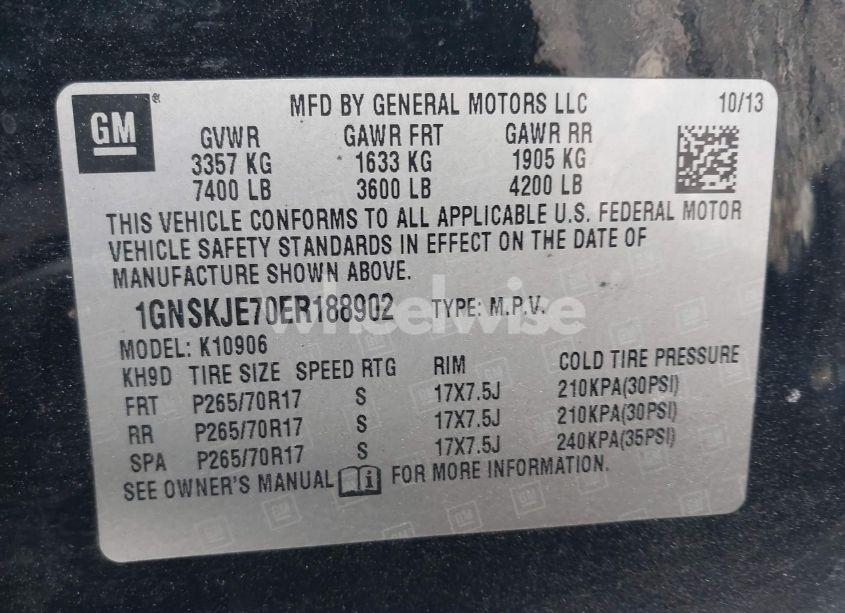 GM
MFD BY GENERAL MOTORS LLC 10/13
GVWR GAWR FRT GAWR RR
3357 KG 1633 KG 1905 KG
7400 LB 3600 LB 4200 LB
THIS VEHICLE CONFORMS TO ALL APPLICABLE U.S. FEDERAL MOTOR
VEHICLE SAFETY STANDARDS IN EFFECT ON THE DATE OF
MANUFACTURE SHOWN ABOVE.
1GNSKJE70ER188902 TYPE: M.P.V.
wheelwise
MODEL: K10906
KH9D TIRE SIZE SPEED RTG RIM COLD TIRE PRESSURE
FRT P265/70R17 S 17X7.5J 210KPA(30PSI)
RR P265/70R17 S 17X7.5J 210KPA(30PSI)
SPA P265/70R17 S 17X7.5J 240KPA(35PSI)
SEE OWNER'S MANUAL i FOR MORE INFORMATION.